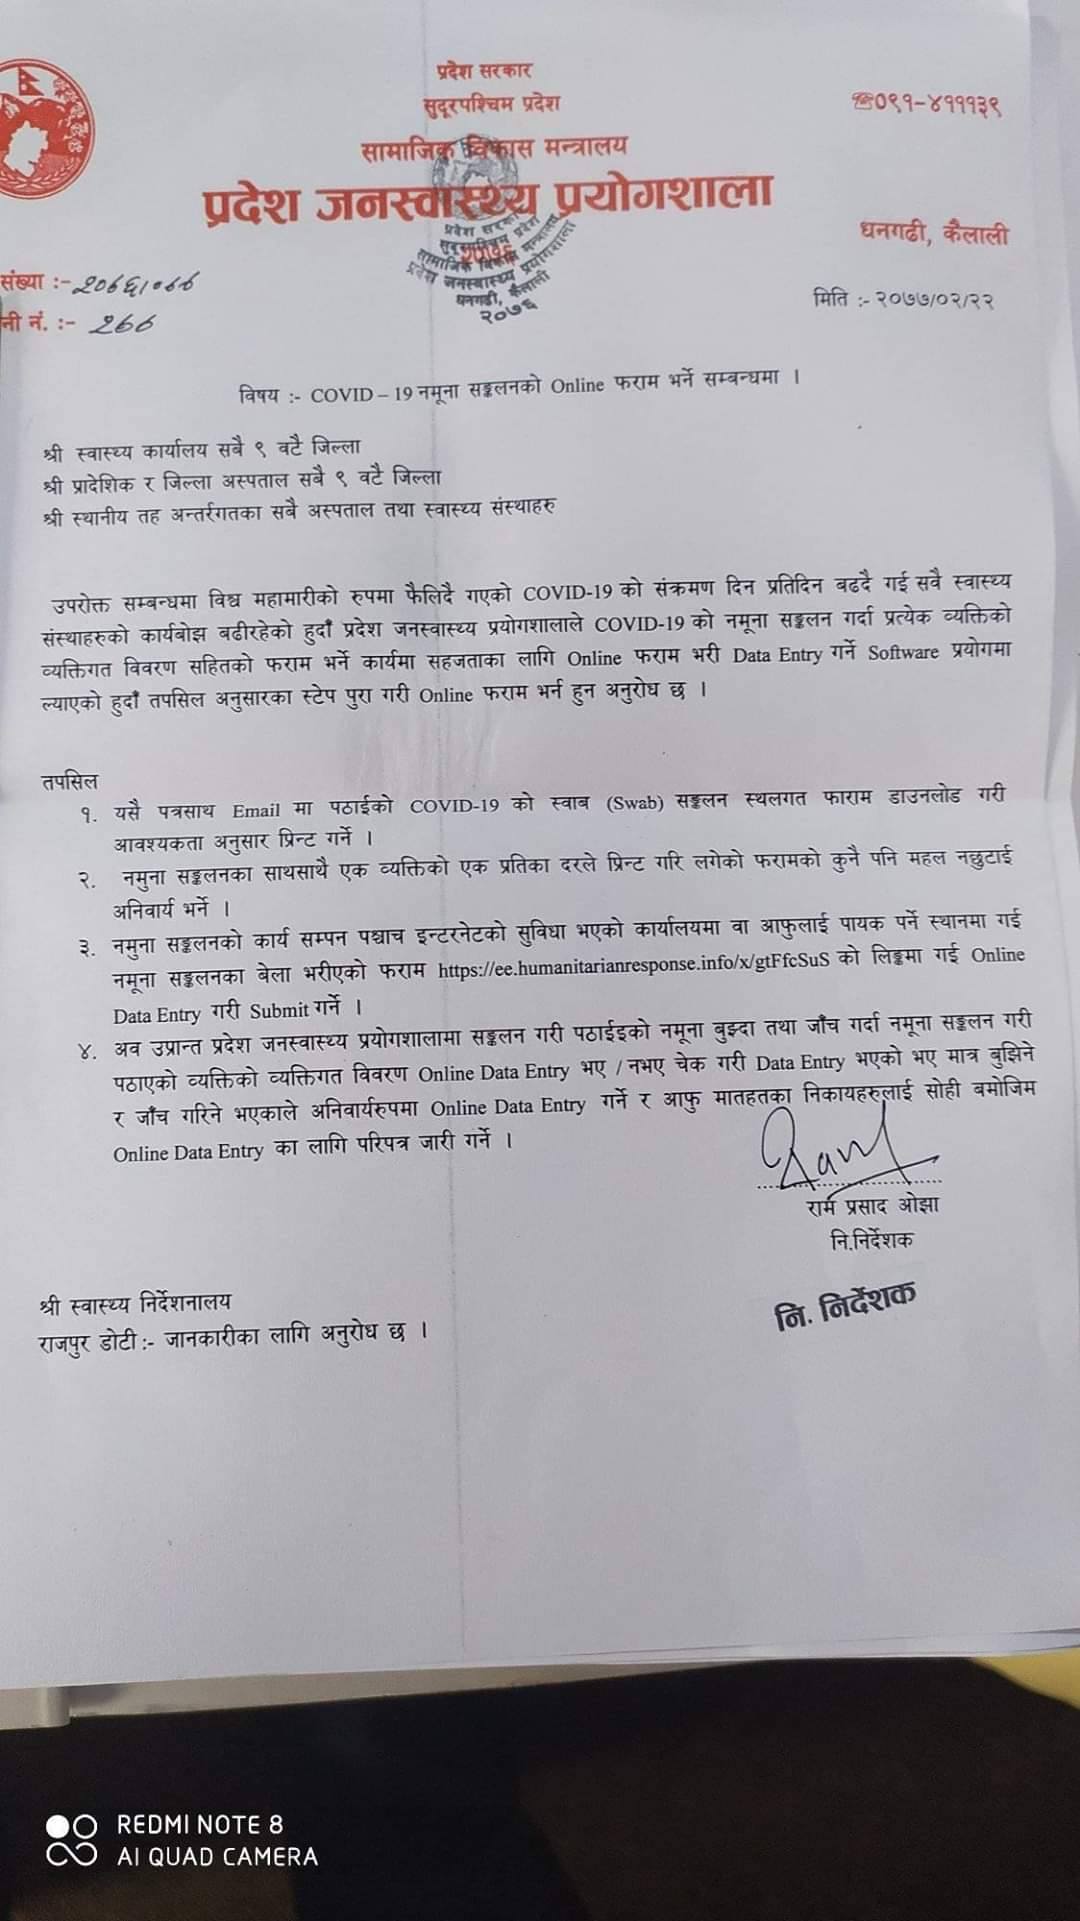 प्रदेश सरकार
सुदूरपश्चिम प्रदेश
☎०९१-४१११३९
सामाजिक विकास मन्त्रालय
प्रदेश जनस्वास्थ्य प्रयोगशाला
प्रदेश सरकार
सुदूरपश्चिम प्रदेश
सामाजिक विकास मन्त्रालय
प्रदेश जनस्वास्थ्य प्रयोगशाला
धनगढी, कैलाली
२०७६
धनगढी, कैलाली
संख्या :- २०७६/०७७
मिति :- २०७७/०२/२२
नी नं. :- २७७
विषय :- COVID – 19 नमूना सङ्कलनको Online फराम भर्ने सम्बन्धमा ।
श्री स्वास्थ्य कार्यालय सबै ९ वटै जिल्ला
श्री प्रादेशिक र जिल्ला अस्पताल सबै ९ वटै जिल्ला
श्री स्थानीय तह अन्तर्रगतका सबै अस्पताल तथा स्वास्थ्य संस्थाहरु
उपरोक्त सम्बन्धमा विश्व महामारीको रुपमा फैलिदै गएको COVID-19 को संक्रमण दिन प्रतिदिन बढदै गई सवै स्वास्थ्य
संस्थाहरुको कार्यबोझ बढीरहेको हुदाँ प्रदेश जनस्वास्थ्य प्रयोगशालाले COVID-19 को नमूना सङ्कलन गर्दा प्रत्येक व्यक्तिको
व्यक्तिगत विवरण सहितको फराम भर्ने कार्यमा सहजताका लागि Online फराम भरी Data Entry गर्ने Software प्रयोगमा
ल्याएको हुदाँ तपसिल अनुसारका स्टेप पुरा गरी Online फराम भर्न हुन अनुरोध छ ।
तपसिल
१. यसै पत्रसाथ Email मा पठाईको COVID-19 को स्वाब (Swab) सङ्कलन स्थलगत फाराम डाउनलोड गरी
आवश्यकता अनुसार प्रिन्ट गर्ने ।
२. नमुना सङ्कलनका साथसाथै एक व्यक्तिको एक प्रतिका दरले प्रिन्ट गरि लगेको फरामको कुनै पनि महल नछुटाई
अनिवार्य भर्ने ।
३. नमुना सङ्कलनको कार्य सम्पन पश्चाच इन्टरनेटको सुविधा भएको कार्यालयमा वा आफुलाई पायक पर्ने स्थानमा गई
नमूना सङ्कलनका बेला भरीएको फराम https://ee.humanitarianresponse.info/x/gtFfcSuS को लिङ्कमा गई Online
Data Entry गरी Submit गर्ने ।
४. अव उप्रान्त प्रदेश जनस्वास्थ्य प्रयोगशालामा सङ्कलन गरी पठाईइको नमूना बुझ्दा तथा जाँच गर्दा नमूना सङ्कलन गरी
पठाएको व्यक्तिको व्यक्तिगत विवरण Online Data Entry भए / नभए चेक गरी Data Entry भएको भए मात्र बुझिने
र जाँच गरिने भएकाले अनिवार्यरुपमा Online Data Entry गर्ने र आफु मातहतका निकायहरुलाई सोही बमोजिम
Online Data Entry का लागि परिपत्र जारी गर्ने ।
Ram
राम प्रसाद ओझा
नि.निर्देशक
नि. निर्देशक
श्री स्वास्थ्य निर्देशनालय
राजपुर डोटी :- जानकारीका लागि अनुरोध छ ।
REDMI NOTE 8
AI QUAD CAMERA